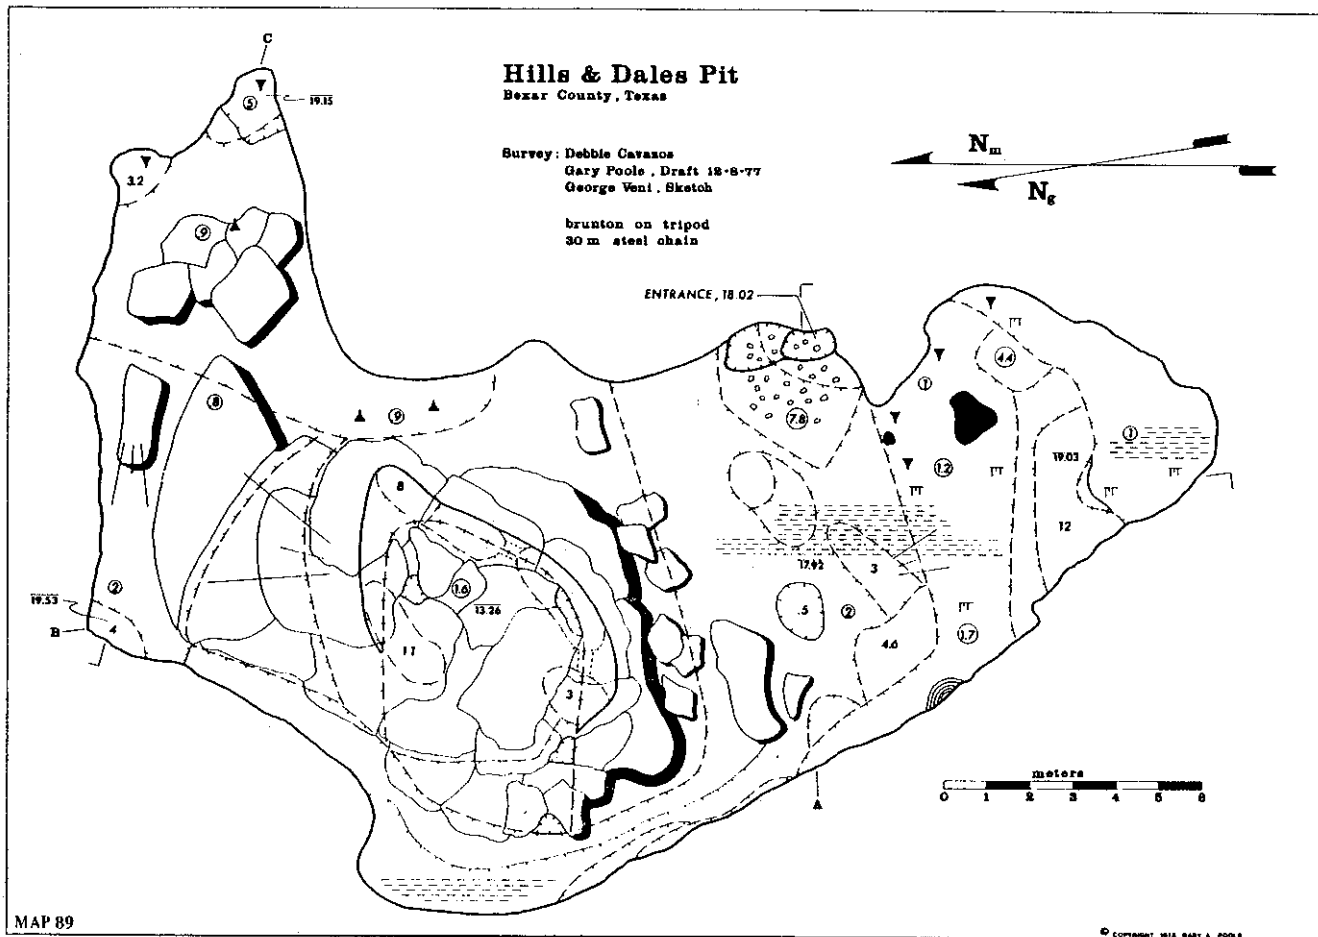 C
Hills & Dales Pit
Bexar County, Texas
5
19.15
Survey: Debbie Cavazos
Gary Poole, Draft 12-8-77
George Veni, Sketch
Nm
Ng
3.2
brunton on tripod
30 m steel chain
9
ENTRANCE, 18.02
4.4
1
8
9
7.8
1
1.2
19.03
8
12
17.92
3
2
1.6
19.53
13.26
.5
2
B
4
1.7
11
4.6
3
meters
0 1 2 3 4 5 6
A
MAP 89
© COPYRIGHT GARY A. POOLE